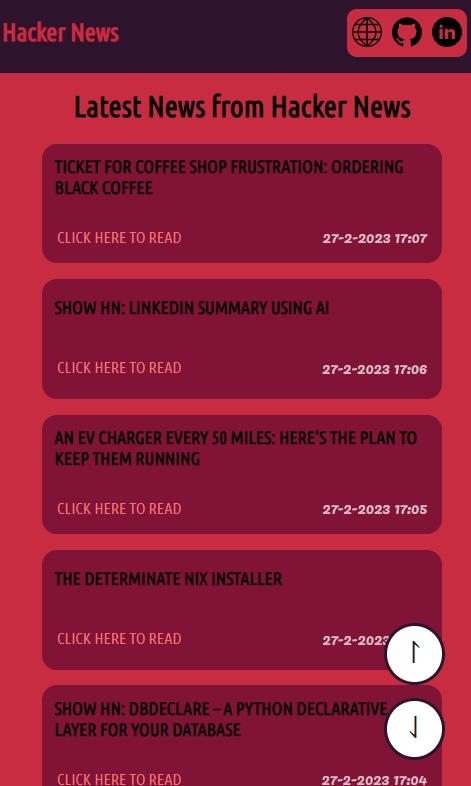 Hacker News
in
Latest News from Hacker News
TICKET FOR COFFEE SHOP FRUSTRATION: ORDERING
BLACK COFFEE
CLICK HERE TO READ
27-2-2023 17:07
SHOW HN: LINKEDIN SUMMARY USING AI
CLICK HERE TO READ
27-2-2023 17:06
AN EV CHARGER EVERY 50 MILES: HERE’S THE PLAN TO
KEEP THEM RUNNING
CLICK HERE TO READ
27-2-2023 17:05
THE DETERMINATE NIX INSTALLER
CLICK HERE TO READ
27-2-2023
SHOW HN: DBDECLARE – A PYTHON DECLARATIVE
LAYER FOR YOUR DATABASE
CLICK HERE TO READ
27-2-2023 17:04